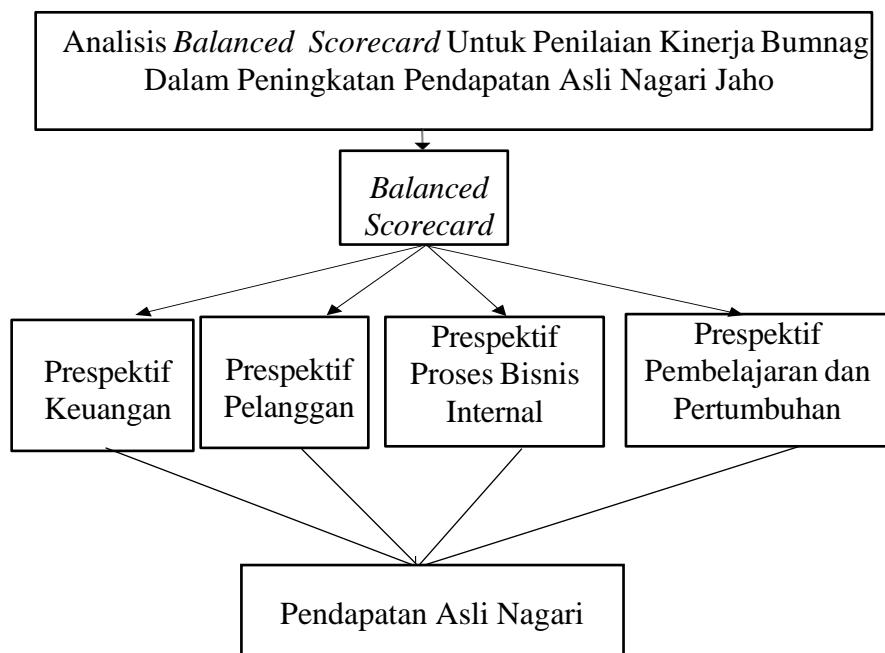 Analisis Balanced Scorecard Untuk Penilaian Kinerja Bumnag
Dalam Peningkatan Pendapatan Asli Nagari Jaho
Balanced
Scorecard
Prespektif
Keuangan
Prespektif
Pelanggan
Prespektif
Proses Bisnis
Internal
Prespektif
Pembelajaran dan
Pertumbuhan
Pendapatan Asli Nagari